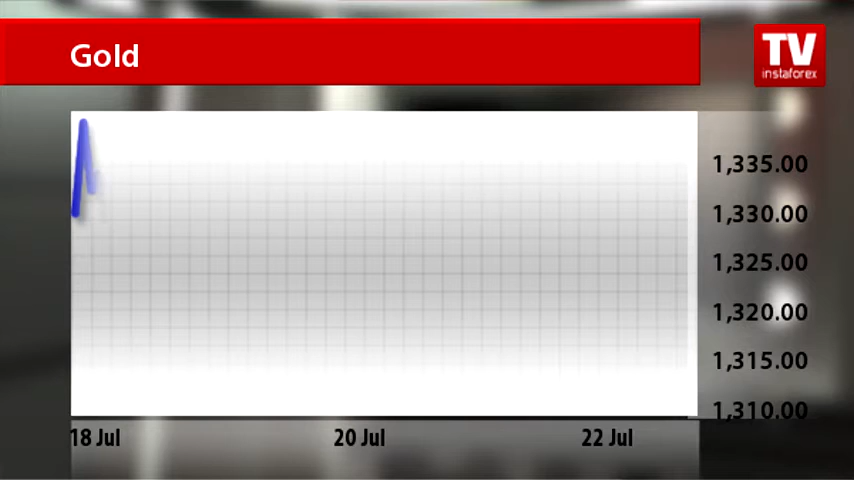 Gold
TV
instaforex
1,335.00
1,330.00
1,325.00
1,320.00
1,315.00
1,310.00
18 Jul
20 Jul
22 Jul